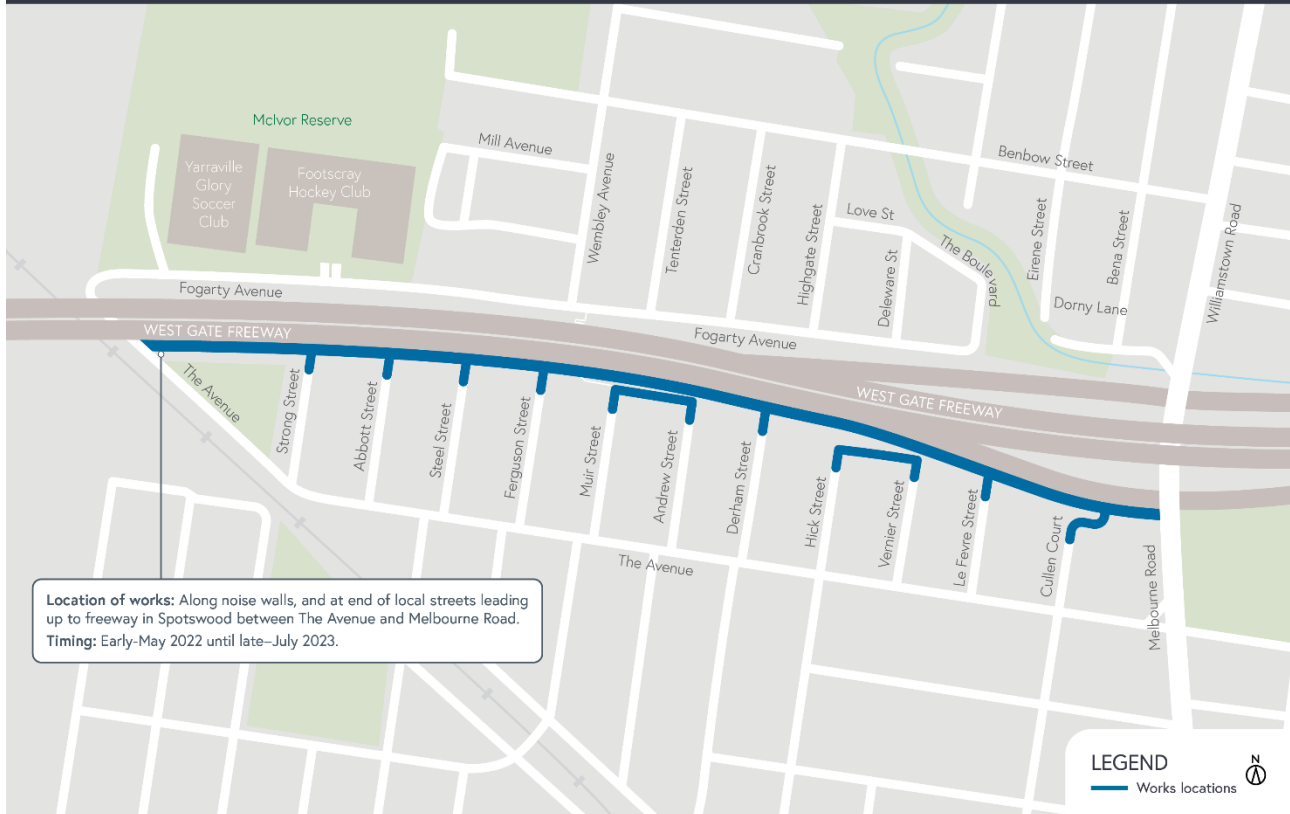 McIvor Reserve
Yarraville
Glory
Soccer
Club
Footscray
Hockey Club
Mill Avenue
Wembley Avenue
Tenterden Street
Cranbrook Street
Highgate Street
Love St
Deleware St
The Boulevard
Benbow Street
Eirene Street
Bena Street
Dorny Lane
Williamstown Road
Fogarty Avenue
Fogarty Avenue
WEST GATE FREEWAY
WEST GATE FREEWAY
The Avenue
Strong Street
Abbott Street
Steel Street
Ferguson Street
Muir Street
Andrew Street
Derham Street
Hick Street
Vernier Street
Le Fevre Street
Cullen Court
Melbourne Road
The Avenue
Location of works: Along noise walls, and at end of local streets leading
up to freeway in Spotswood between The Avenue and Melbourne Road.
Timing: Early-May 2022 until late–July 2023.
LEGEND
N
Works locations